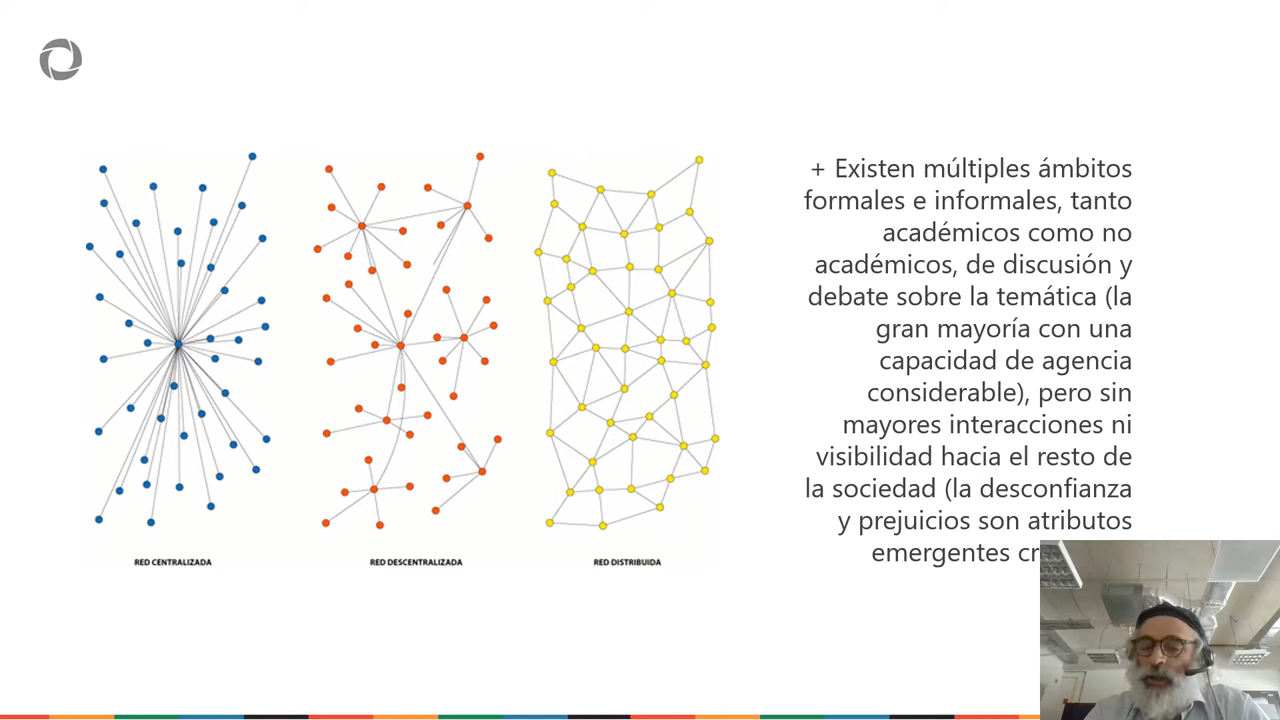 + Existen múltiples ámbitos
formales e informales, tanto
académicos como no
académicos, de discusión y
debate sobre la temática (la
gran mayoría con una
capacidad de agencia
considerable), pero sin
mayores interacciones ni
visibilidad hacia el resto de
la sociedad (la desconfianza
y prejuicios son atributos
emergentes
RED CENTRALIZADA
RED DESCENTRALIZADA
RED DISTRIBUIDA